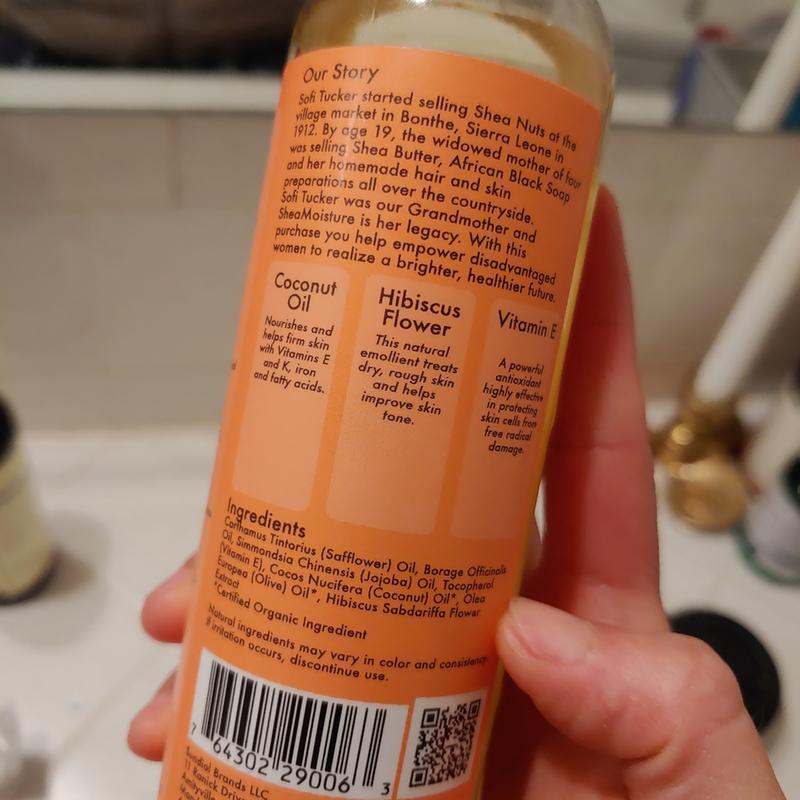 Our Story
Sofi Tucker started selling Shea Nuts at the
village market in Bonthe, Sierra Leone in
1912. By age 19, the widowed mother of four
was selling Shea Butter, African Black Soap
and her homemade hair and skin
preparations all over the countryside.
Sofi Tucker was our Grandmother and
SheaMoisture is her legacy. With this
purchase you help empower disadvantaged
women to realize a brighter, healthier future.
Coconut
Oil
Nourishes and
helps firm skin
with Vitamins E
and K, iron
and fatty acids.
Hibiscus
Flower
This natural
emollient treats
dry, rough skin
and helps
improve skin
tone.
Vitamin E
A powerful
antioxidant
highly effective
in protecting
skin cells from
free radical
damage.
Ingredients
Carthamus Tintorius (Safflower) Oil, Borage Officinalis
Oil, Simmondsia Chinensis (Jojoba) Oil, Tocopherol
(Vitamin E), Cocos Nucifera (Coconut) Oil*, Olea
Europea (Olive) Oil*, Hibiscus Sabdariffa Flower
Extract
*Certified Organic Ingredient
Natural ingredients may vary in color and consistency.
If irritation occurs, discontinue use.
7 64302 29006 3
Sundial Brands LLC
11 Ranick Drive
Amityville